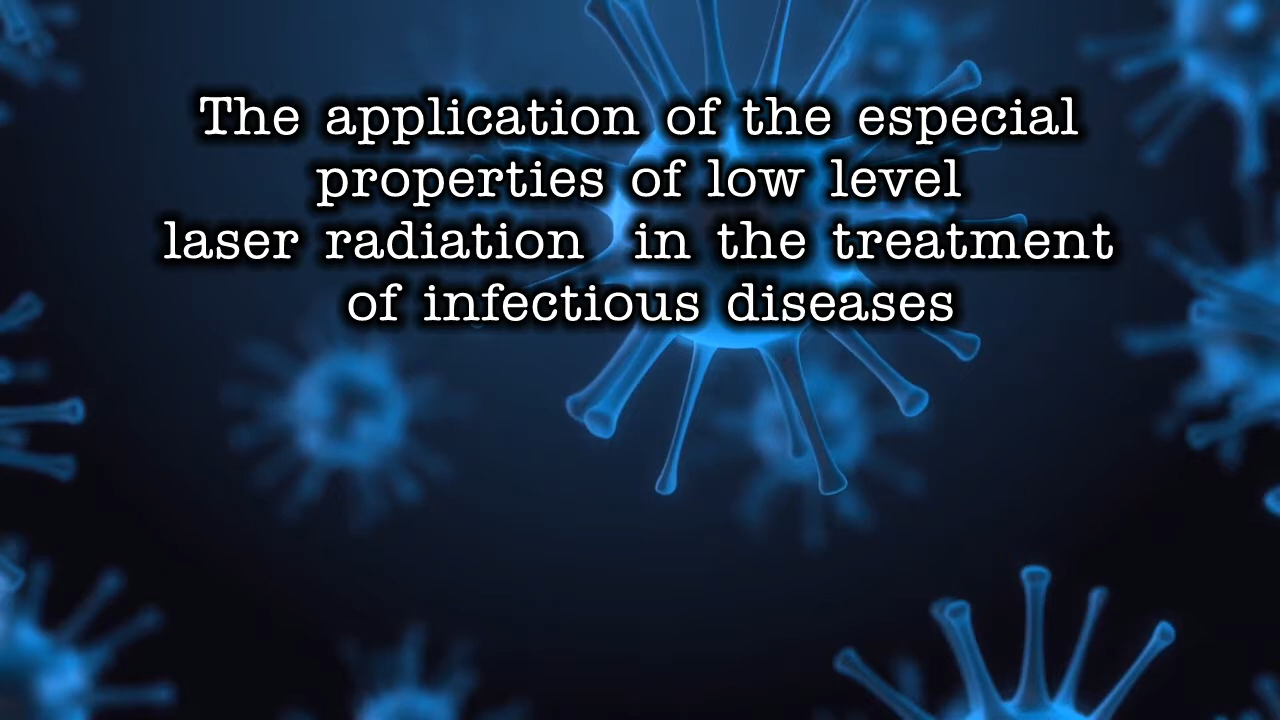 The application of the especial
properties of low level
laser radiation  in the treatment
of infectious diseases